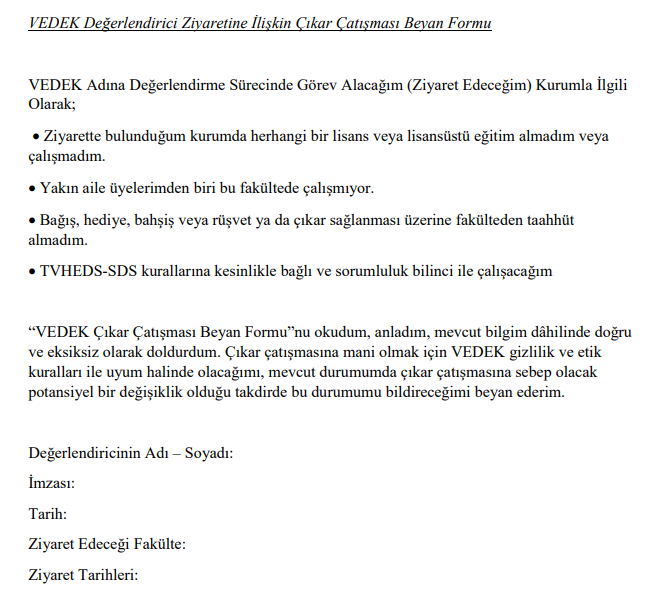 VEDEK Değerlendirici Ziyaretine İlişkin Çıkar Çatışması Beyan Formu
VEDEK Adına Değerlendirme Sürecinde Görev Alacağım (Ziyaret Edeceğim) Kurumla İlgili
Olarak;
• Ziyarette bulunduğum kurumda herhangi bir lisans veya lisansüstü eğitim almadım veya
çalışmadım.
• Yakın aile üyelerimden biri bu fakültede çalışmıyor.
• Bağış, hediye, bahşiş veya rüşvet ya da çıkar sağlanması üzerine fakülteden taahhüt
almadım.
• TVHEDS-SDS kurallarına kesinlikle bağlı ve sorumluluk bilinci ile çalışacağım
“VEDEK Çıkar Çatışması Beyan Formu”nu okudum, anladım, mevcut bilgim dâhilinde doğru
ve eksiksiz olarak doldurdum. Çıkar çatışmasına mani olmak için VEDEK gizlilik ve etik
kuralları ile uyum halinde olacağımı, mevcut durumumda çıkar çatışmasına sebep olacak
potansiyel bir değişiklik olduğu takdirde bu durumumu bildireceğimi beyan ederim.
Değerlendiricinin Adı – Soyadı:
İmzası:
Tarih:
Ziyaret Edeceği Fakülte:
Ziyaret Tarihleri: